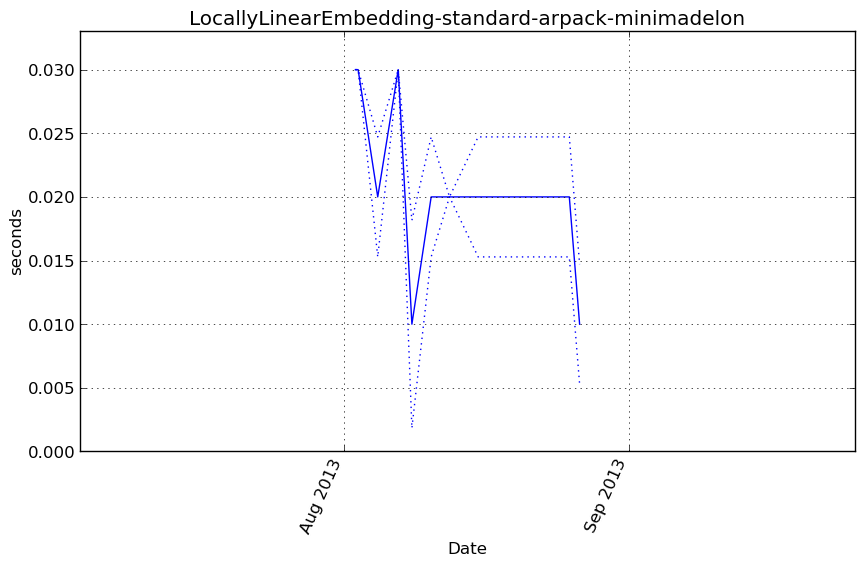 LocallyLinearEmbedding-standard-arpack-minimadelon
0.030
0.025
0.020
0.015
0.010
0.005
0.000
seconds
Aug 2013
Sep 2013
Date